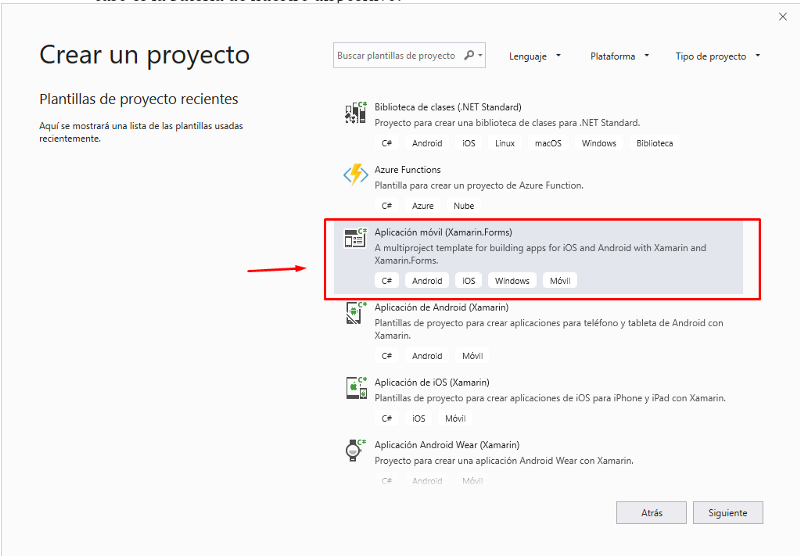 Crear un proyecto
Buscar plantillas de proyecto
Lenguaje
Plataforma
Tipo de proyecto
Plantillas de proyecto recientes
Aquí se mostrará una lista de las plantillas usadas
recientemente.
Biblioteca de clases (.NET Standard)
Proyecto para crear una biblioteca de clases para .NET Standard.
C# Android iOS Linux macOS Windows Biblioteca
Azure Functions
Plantilla para crear un proyecto de Azure Function.
C# Azure Nube
Aplicación móvil (Xamarin.Forms)
A multiproject template for building apps for iOS and Android with Xamarin and
Xamarin.Forms.
C# Android iOS Windows Móvil
Aplicación de Android (Xamarin)
Plantillas de proyecto para crear aplicaciones para teléfono y tableta de Android con
Xamarin.
C# Android Móvil
Aplicación de iOS (Xamarin)
Plantillas de proyecto para crear aplicaciones de iOS para iPhone y iPad con Xamarin.
C# iOS Móvil
Aplicación Android Wear (Xamarin)
Proyecto para crear una aplicación Android Wear con Xamarin.
C# Android Móvil
Atrás
Siguiente